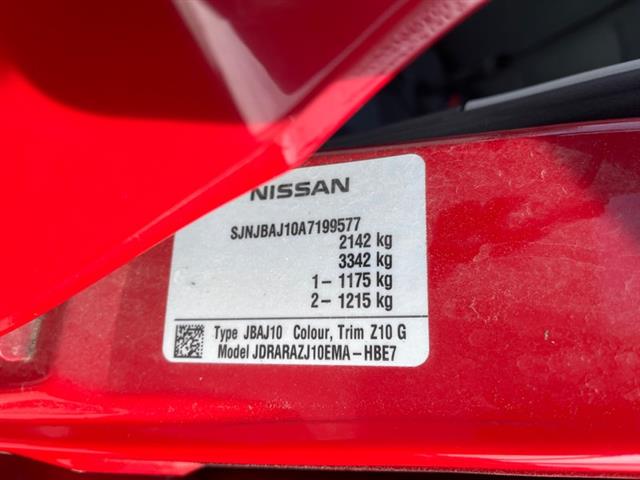 NISSAN
SJNJBAJ10A7199577
2142 kg
3342 kg
1- 1175 kg
2- 1215 kg
Type JBAJ10 Colour, Trim Z10 G
Model JDRARAZJ10EMA-HBE7